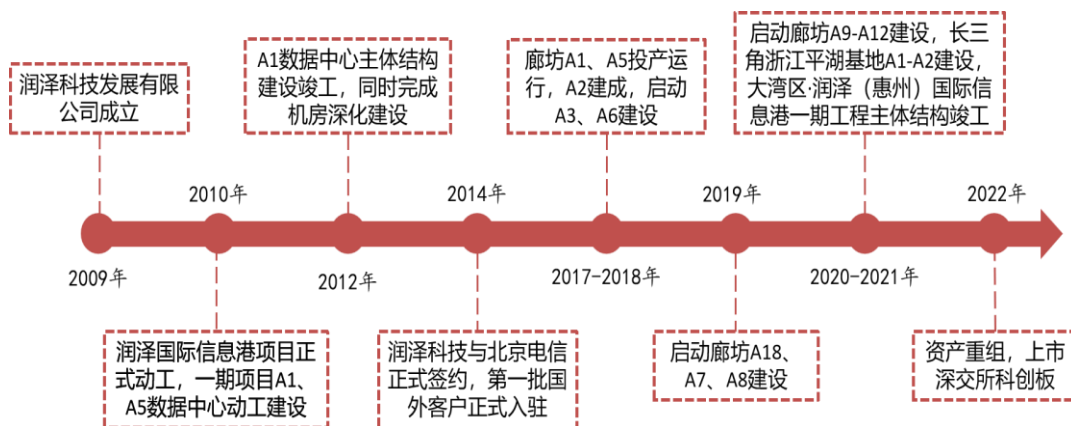 润泽科技发展有限
公司成立
A1数据中心主体结构
建设竣工，同时完成
机房深化建设
廊坊A1、A5投产运
行，A2建成，启动
A3、A6建设
启动廊坊A9-A12建设，长三
角浙江平湖基地A1-A2建设，
大湾区·润泽（惠州）国际信
息港一期工程主体结构竣工
2010年
2014年
2019年
2022年
2009年
2012年
2017-2018年
2020-2021年
润泽国际信息港项目正
式动工，一期项目A1、
A5数据中心动工建设
润泽科技与北京电信
正式签约，第一批国
外客户正式入驻
启动廊坊A18、
A7、A8建设
资产重组，上市
深交所科创板